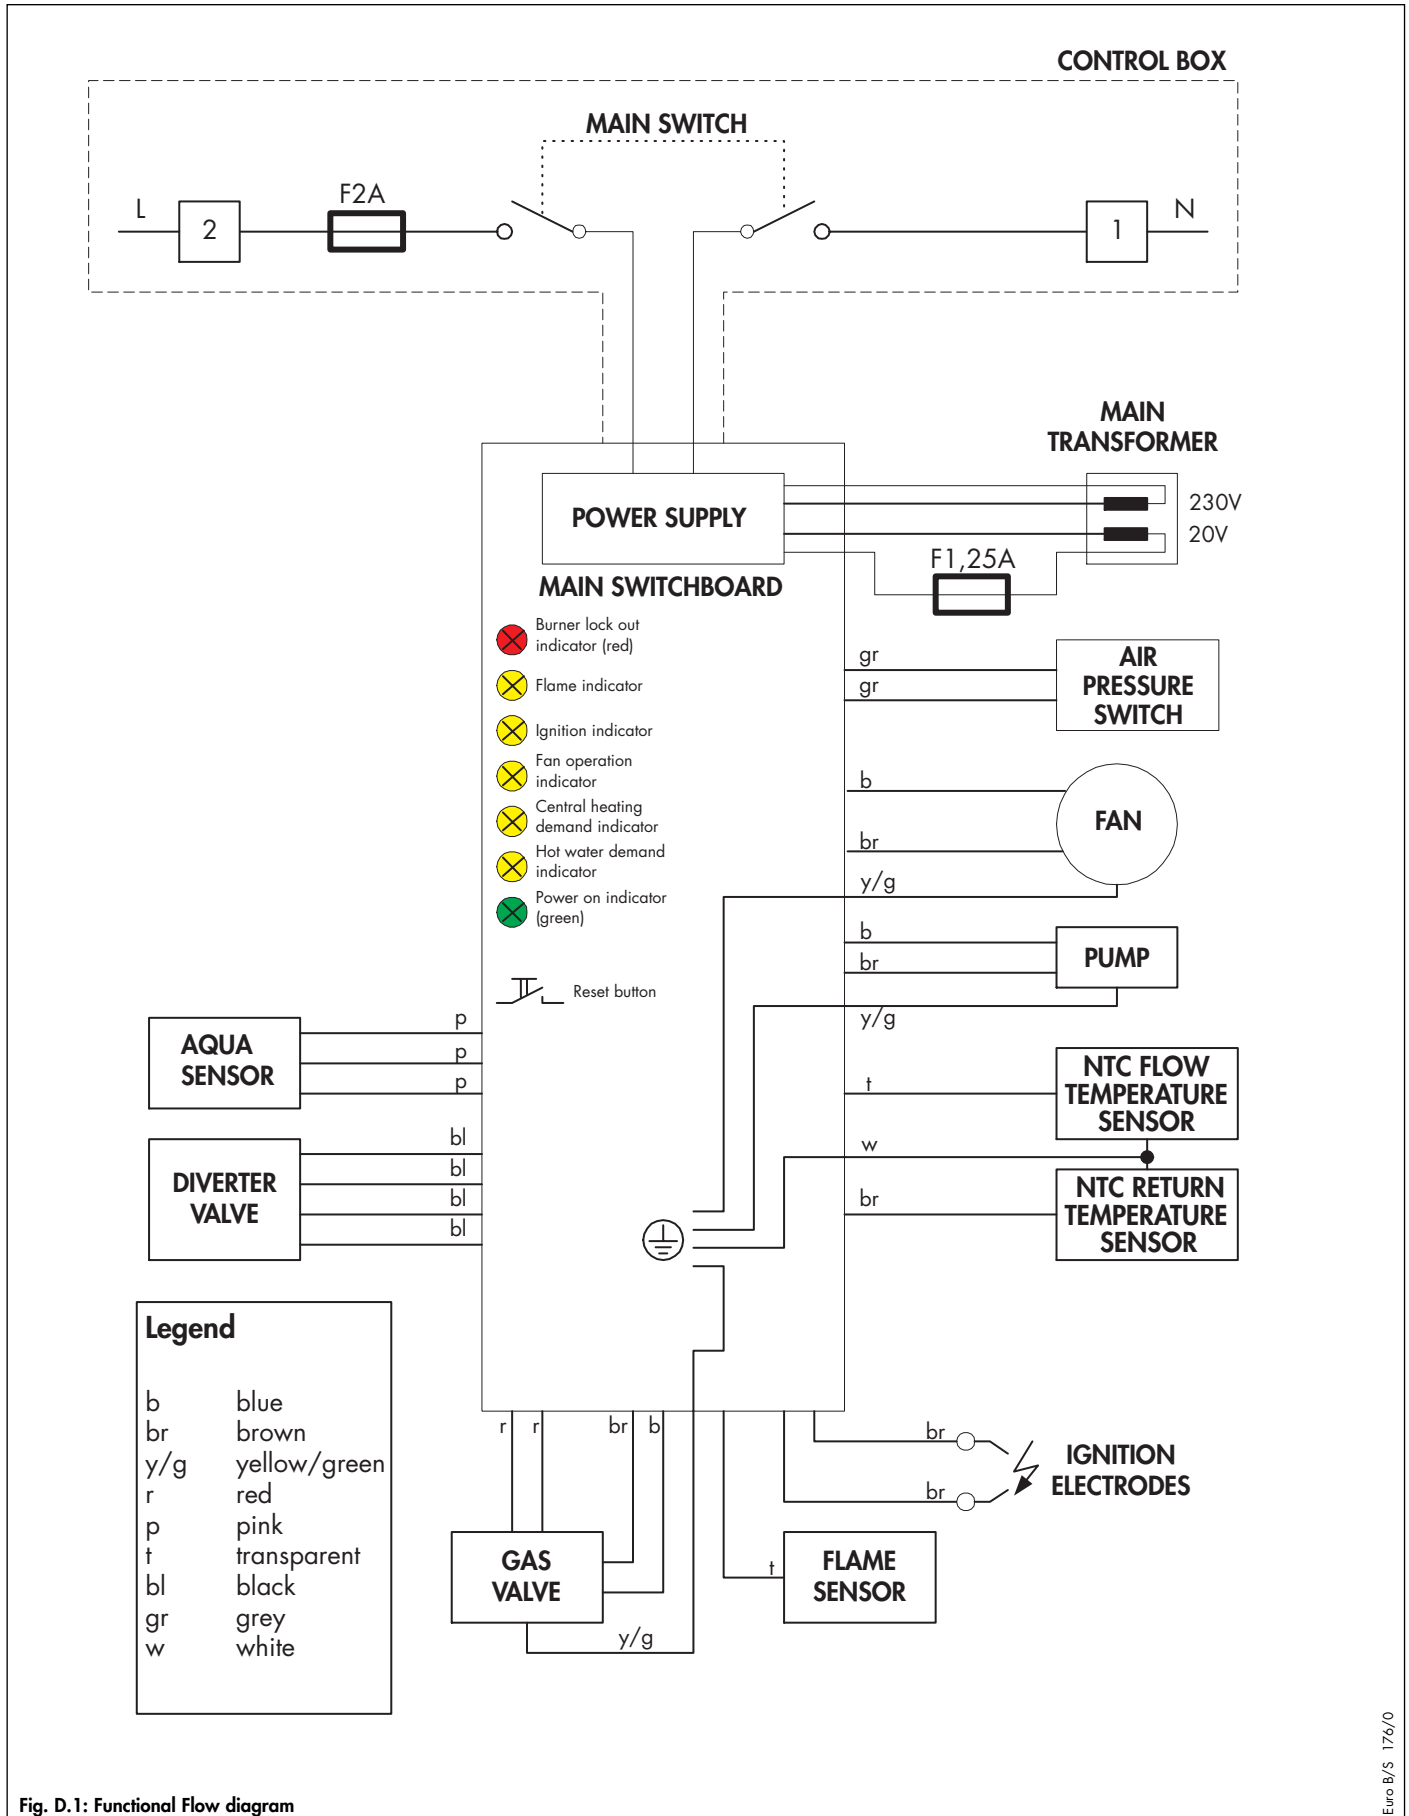 CONTROL BOX
MAIN SWITCH
L
2
F2A
1
N
MAIN
TRANSFORMER
230V
20V
POWER SUPPLY
F1,25A
MAIN SWITCHBOARD
Burner lock out
indicator (red)
Flame indicator
Ignition indicator
Fan operation
indicator
Central heating
demand indicator
Hot water demand
indicator
Power on indicator
(green)
Reset button
gr
gr
AIR
PRESSURE
SWITCH
b
br
y/g
FAN
b
br
y/g
PUMP
t
NTC FLOW
TEMPERATURE
SENSOR
w
br
NTC RETURN
TEMPERATURE
SENSOR
AQUA
SENSOR
p
p
p
DIVERTER
VALVE
bl
bl
bl
bl
Legend
b blue
br brown
y/g yellow/green
r red
p pink
t transparent
bl black
gr grey
w white
r r br b
GAS
VALVE
y/g
t
FLAME
SENSOR
br
br
IGNITION
ELECTRODES
Euro B/S 176/0
Fig. D.1: Functional Flow diagram